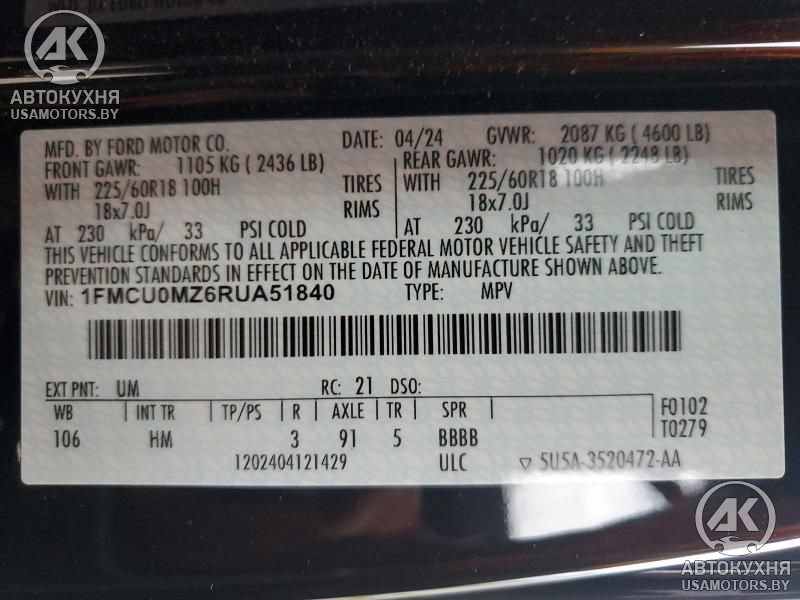 AK
АВТОКУХНЯ
USAMOTORS.BY
MFD. BY FORD MOTOR CO. DATE: 04/24 GVWR: 2087 KG ( 4600 LB)
FRONT GAWR: 1105 KG ( 2436 LB) REAR GAWR: 1020 KG ( 2248 LB)
WITH 225/60R18 100H TIRES WITH 225/60R18 100H TIRES
18x7.0J RIMS 18x7.0J RIMS
AT 230 kPa/ 33 PSI COLD AT 230 kPa/ 33 PSI COLD
THIS VEHICLE CONFORMS TO ALL APPLICABLE FEDERAL MOTOR VEHICLE SAFETY AND THEFT
PREVENTION STANDARDS IN EFFECT ON THE DATE OF MANUFACTURE SHOWN ABOVE.
VIN: 1FMCU0MZ6RUA51840 TYPE: MPV
EXT PNT: UM RC: 21 DSO:
WB INT TR TP/PS R AXLE TR SPR F0102
106 HM 3 91 5 BBBB T0279
1202404121429 ULC ▽ 5U5A-3520472-AA
AK
АВТОКУХНЯ
USAMOTORS.BY